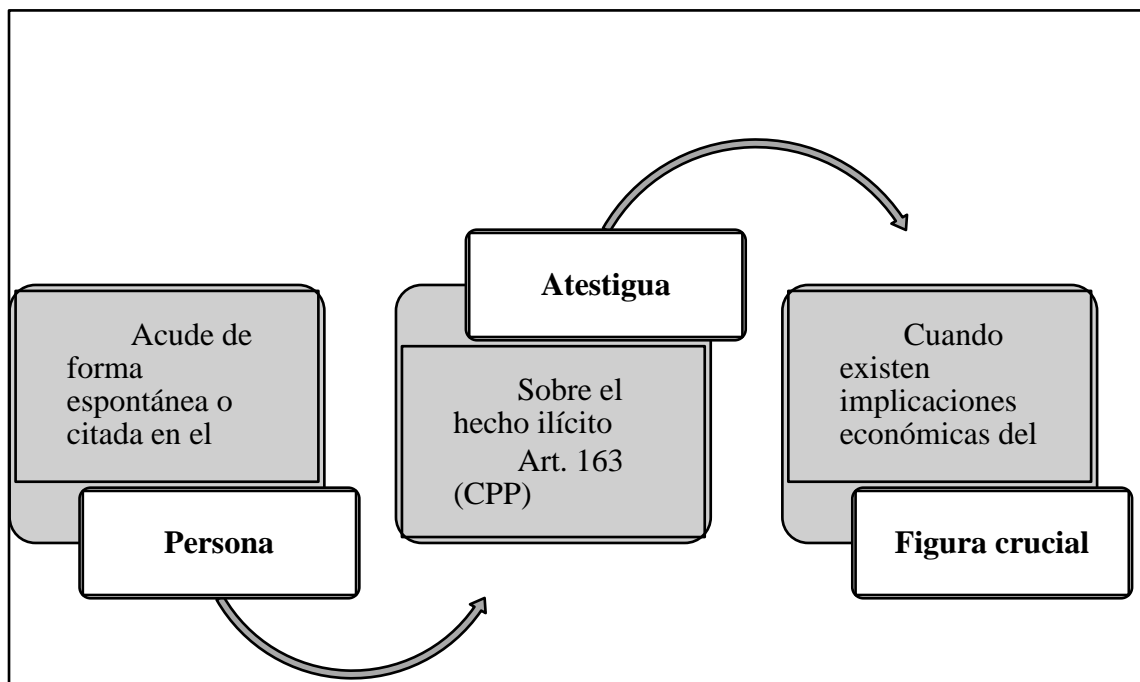 Acude de
forma
espontánea o
citada en el
Persona
Atestigua
Sobre el
hecho ilícito
Art. 163
(CPP)
Cuando
existen
implicaciones
económicas del
Figura crucial